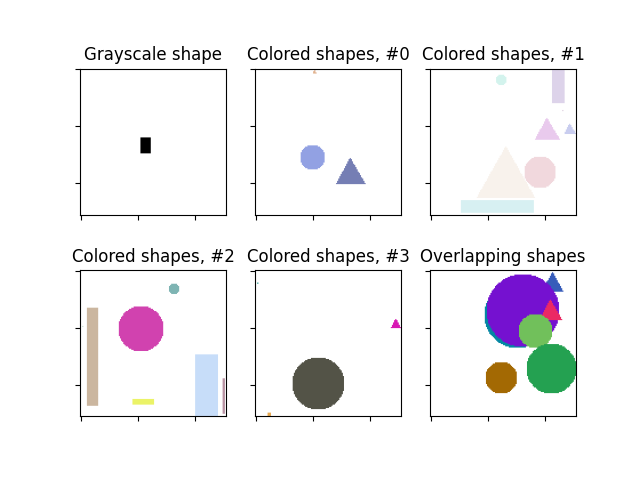 Grayscale shape
Colored shapes, #0
Colored shapes, #1
Colored shapes, #2
Colored shapes, #3
Overlapping shapes